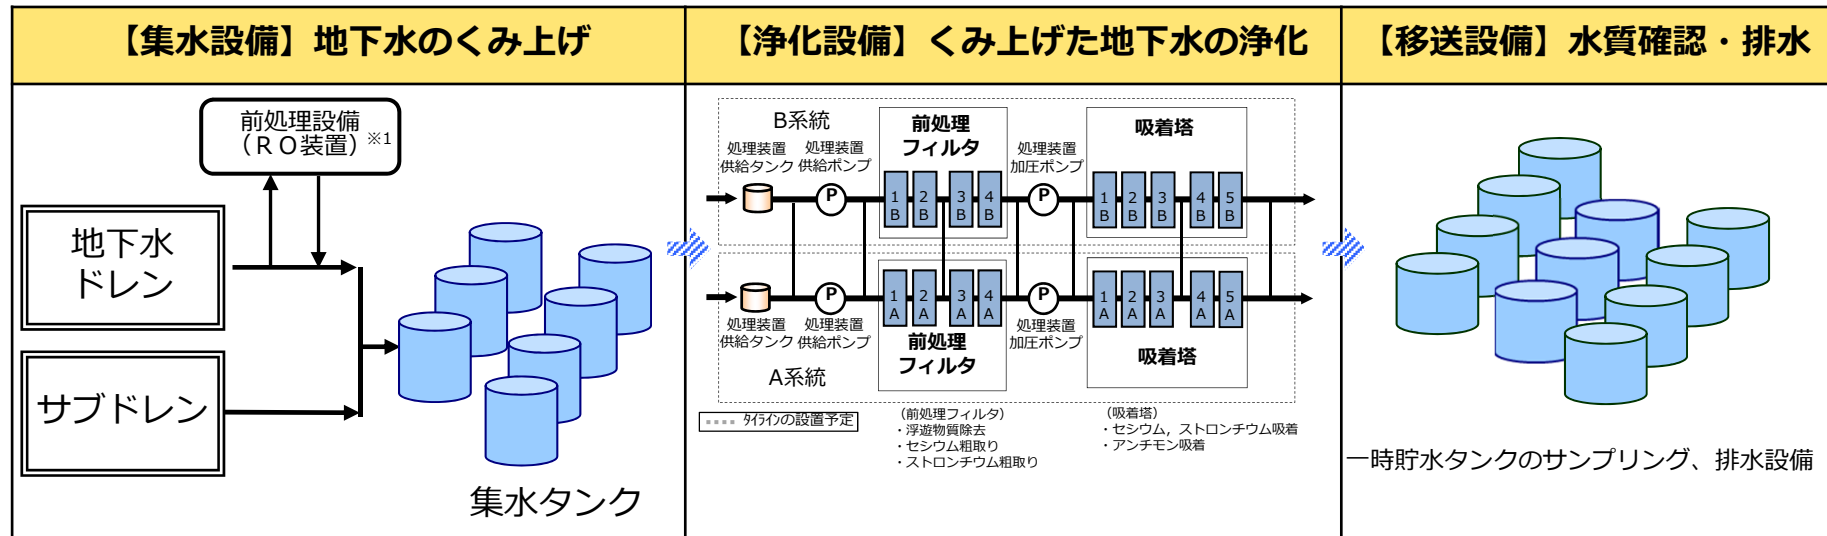 【集水設備】地下水のくみ上げ
【浄化設備】くみ上げた地下水の浄化
【移送設備】水質確認・排水
前処理設備
（ＲＯ装置）※1
地下水
ドレン
サブドレン
集水タンク
B系統
処理装置
供給タンク
処理装置
供給ポンプ
前処理
フィルタ
処理装置
加圧ポンプ
吸着塔
P
1B
2B
3B
4B
P
1B
2B
3B
4B
5B
P
1A
2A
3A
4A
P
1A
2A
3A
4A
5A
処理装置
供給タンク
処理装置
供給ポンプ
前処理
フィルタ
処理装置
加圧ポンプ
吸着塔
A系統
ﾀｲﾗｲﾝの設置予定
（前処理フィルタ）
・浮遊物質除去
・セシウム粗取り
・ストロンチウム粗取り
（吸着塔）
・セシウム，ストロンチウム吸着
・アンチモン吸着
一時貯水タンクのサンプリング、排水設備